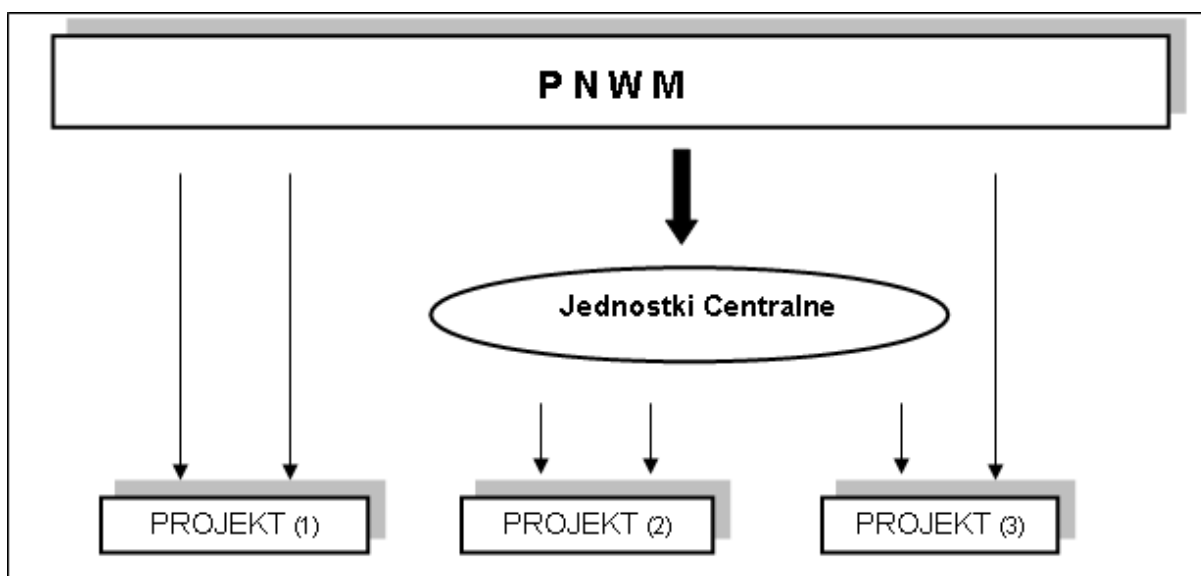 P N W M
Jednostki Centralne
PROJEKT (1)
PROJEKT (2)
PROJEKT (3)